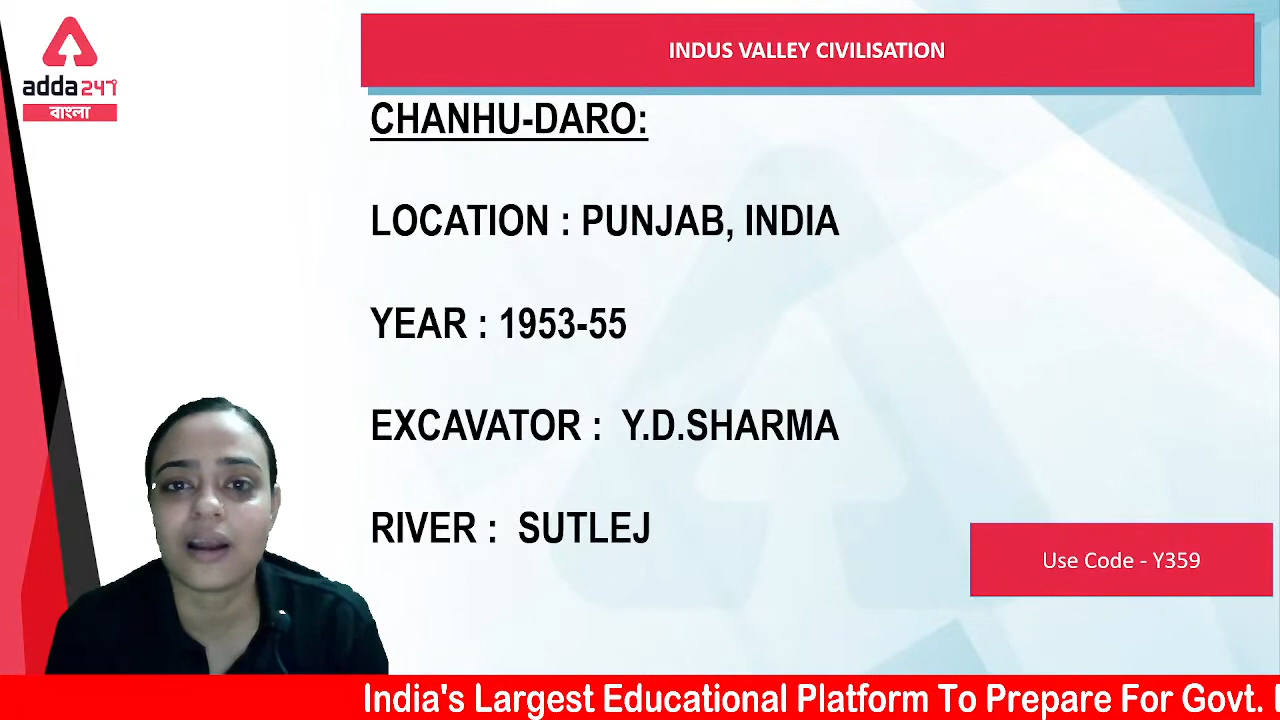 adda247
বাংলা
INDUS VALLEY CIVILISATION
CHANHU-DARO:
LOCATION : PUNJAB, INDIA
YEAR : 1953-55
EXCAVATOR : Y.D.SHARMA
RIVER : SUTLEJ
Use Code - Y359
India's Largest Educational Platform To Prepare For Govt.